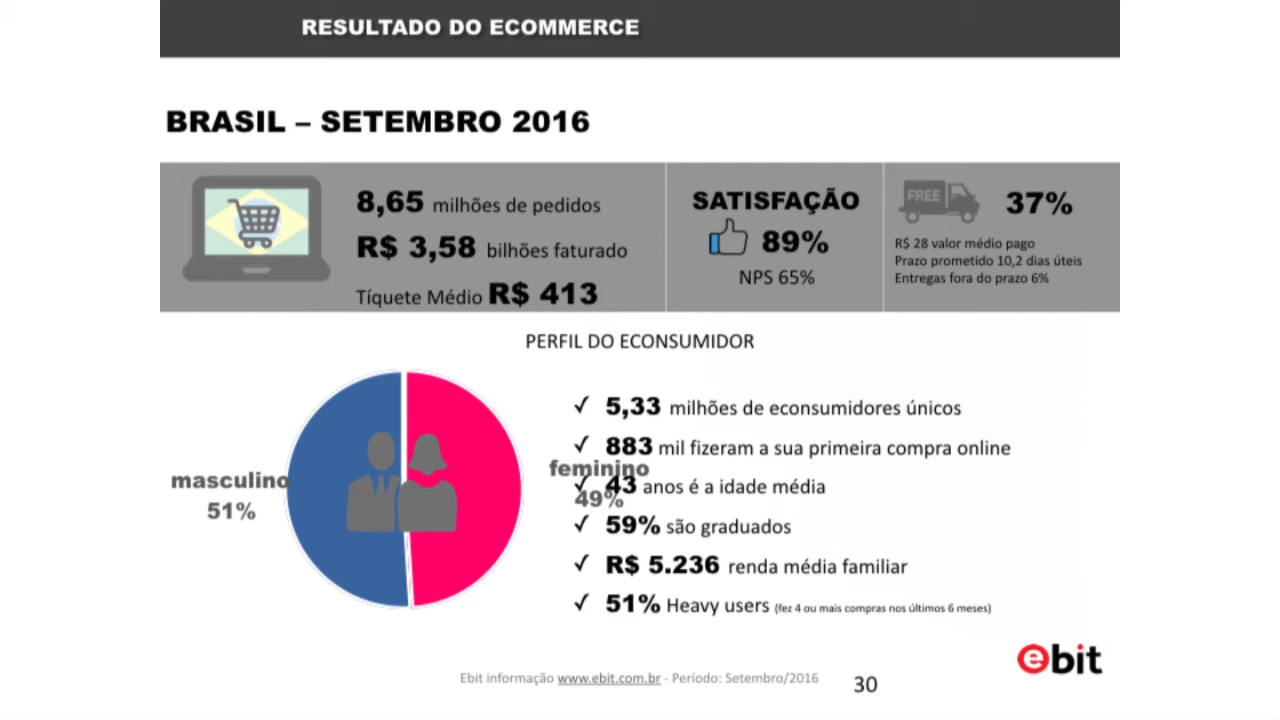 RESULTADO DO ECOMMERCE
BRASIL – SETEMBRO 2016
8,65 milhões de pedidos
R$ 3,58 bilhões faturado
Tíquete Médio R$ 413
SATISFAÇÃO
89%
NPS 65%
FREE
37%
R$ 28 valor médio pago
Prazo prometido 10,2 dias úteis
Entregas fora do prazo 6%
PERFIL DO ECONSUMIDOR
masculino
51%
feminino
49%
✓ 5,33 milhões de econsumidores únicos
✓ 883 mil fizeram a sua primeira compra online
✓ 43 anos é a idade média
✓ 59% são graduados
✓ R$ 5.236 renda média familiar
✓ 51% Heavy users (fez 4 ou mais compras nos últimos 6 meses)
ebit
Ebit informação www.ebit.com.br - Período: Setembro/2016
30